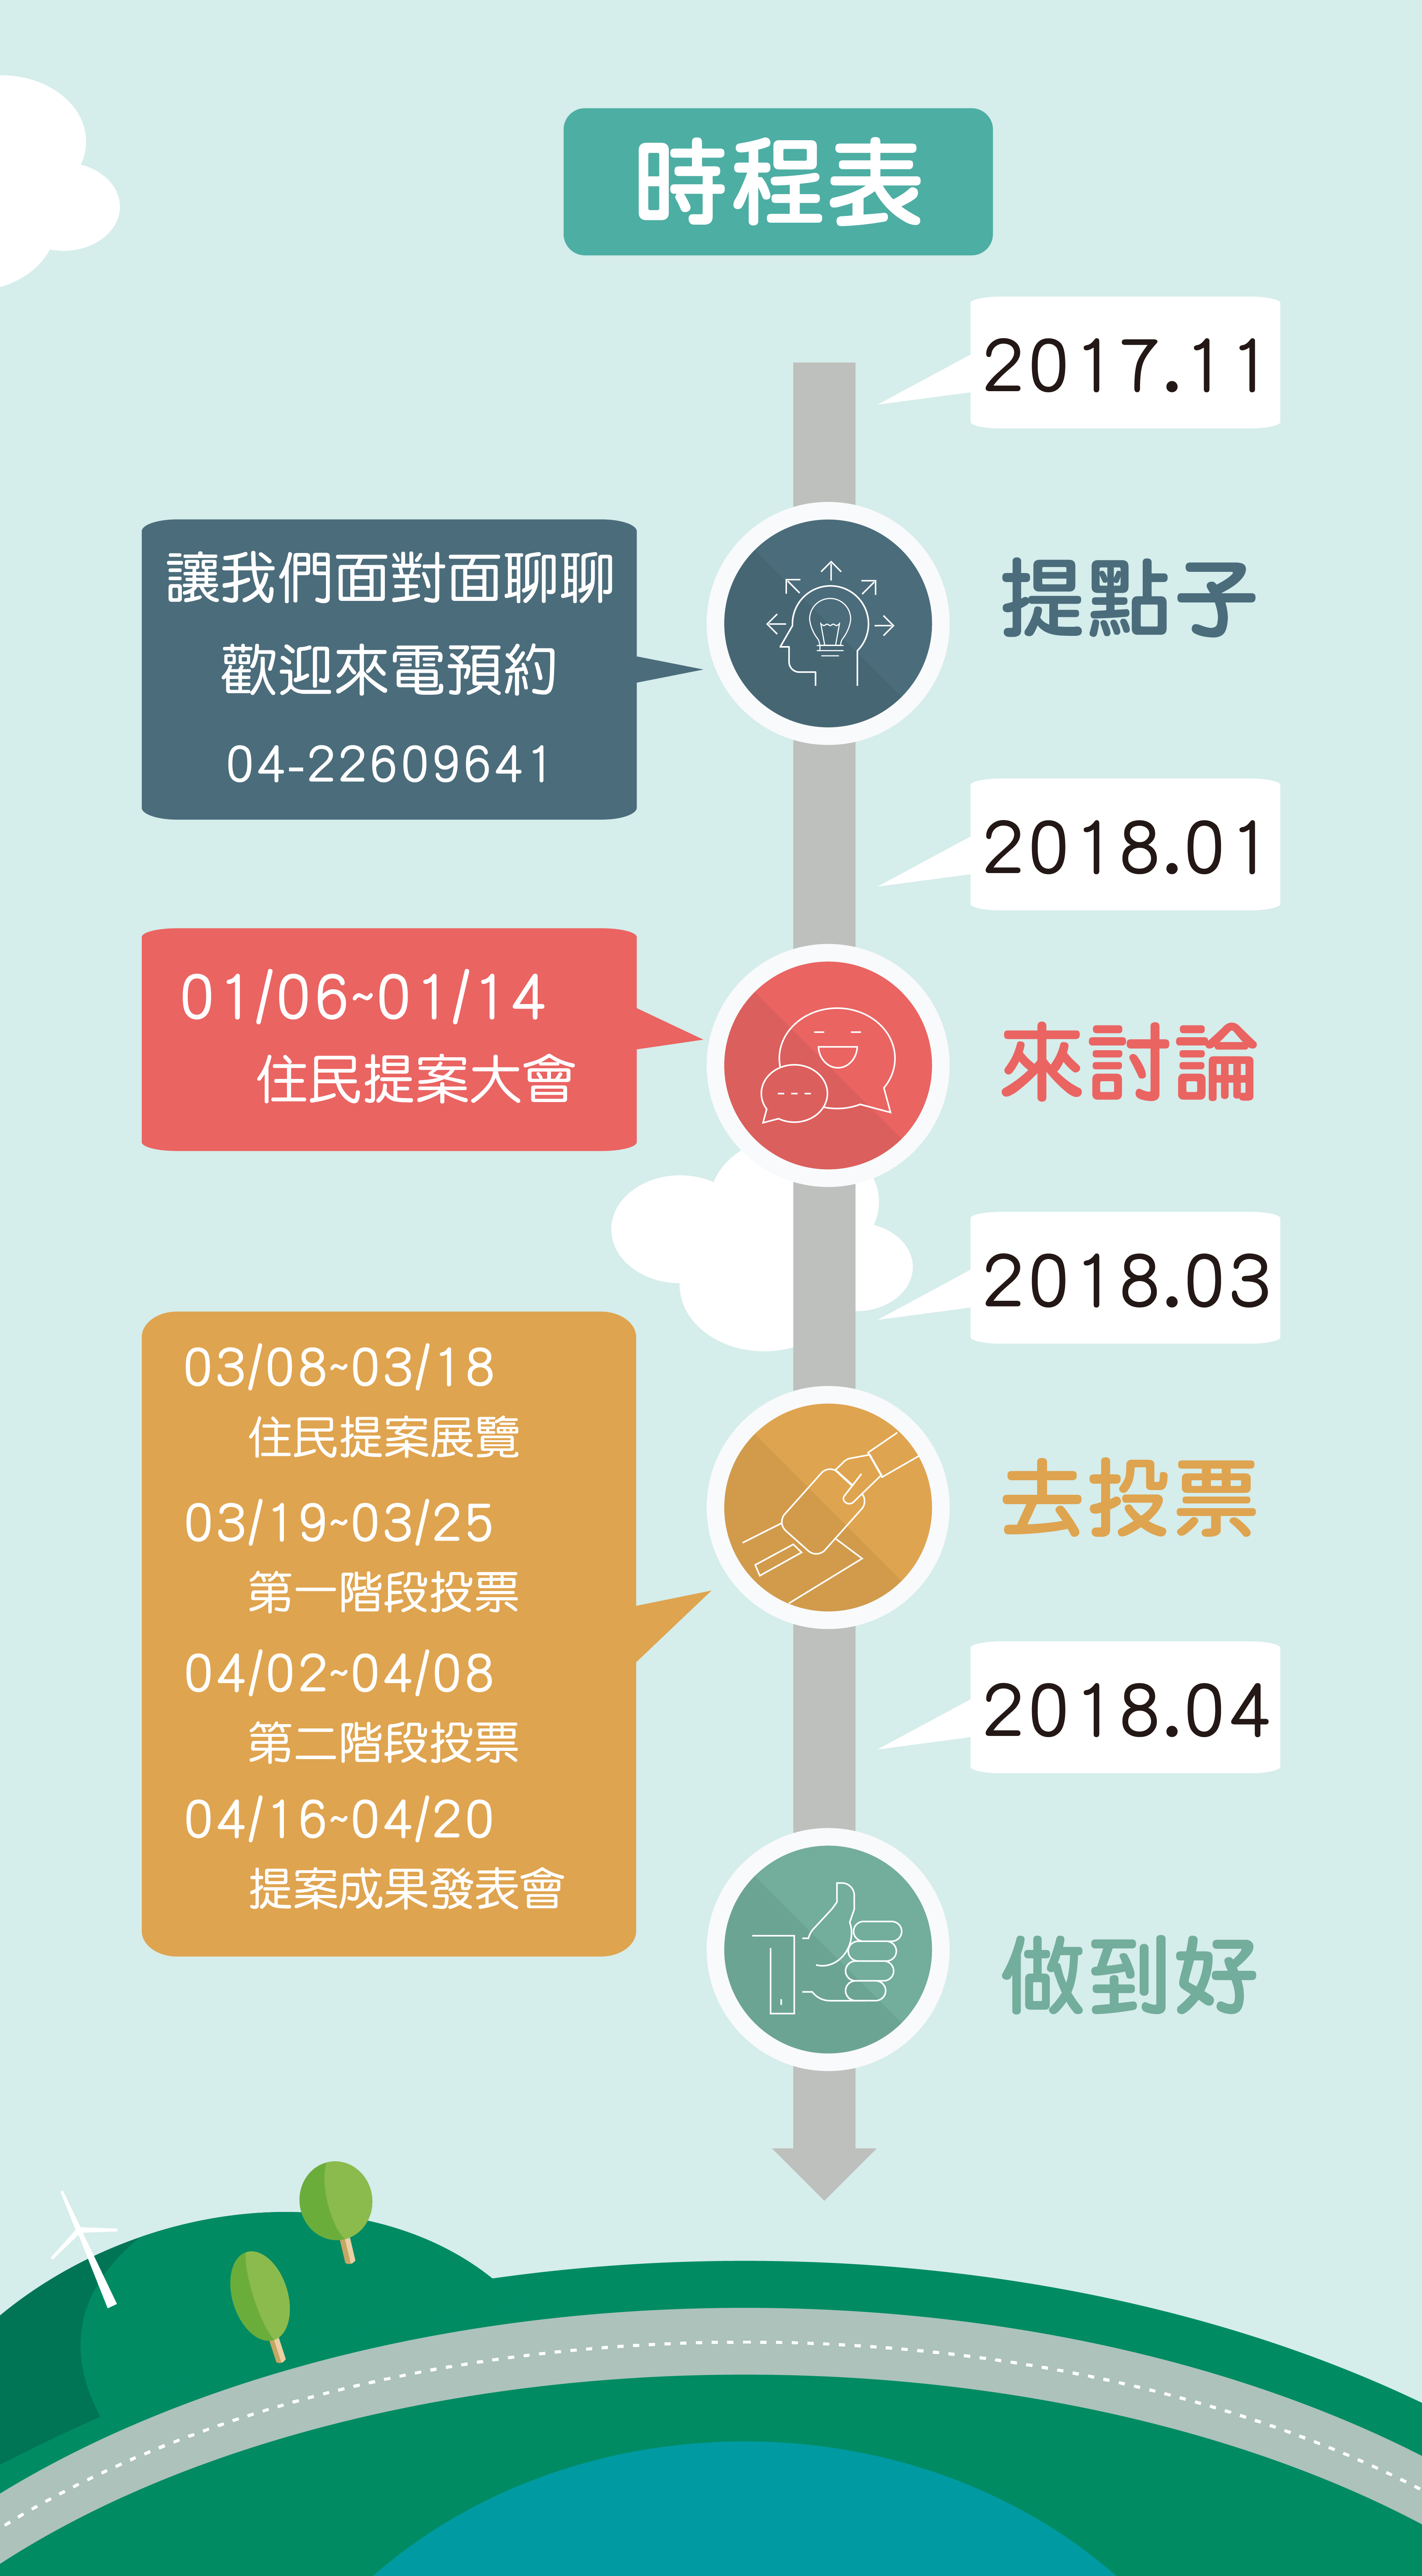 時程表
2017.11
提點子
讓我們面對面聊聊
歡迎來電預約
04-22609641
2018.01
來討論
01/06~01/14
住民提案大會
2018.03
去投票
03/08~03/18
住民提案展覽
03/19~03/25
第一階段投票
04/02~04/08
第二階段投票
04/16~04/20
提案成果發表會
2018.04
做到好